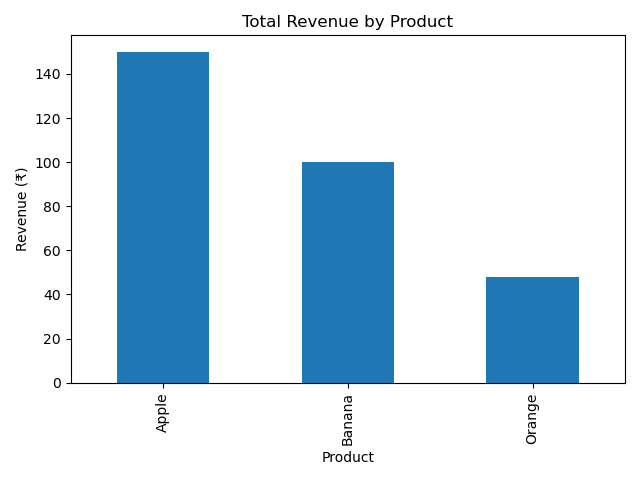 Total Revenue by Product
Revenue (₹)
140
120
100
80
60
40
20
0
Apple
Banana
Orange
Product